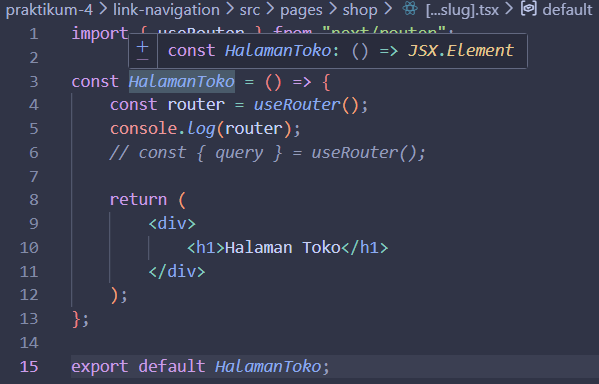 praktikum-4 > link-navigation > src > pages > shop > [...slug].tsx > default
1 import { useRouter } from "next/router";
2 + − const HalamanToko: () => JSX.Element
3 const HalamanToko = () => {
4 const router = useRouter();
5 console.log(router);
6 // const { query } = useRouter();
7
8 return (
9 <div>
10 <h1>Halaman Toko</h1>
11 </div>
12 );
13 };
14
15 export default HalamanToko;